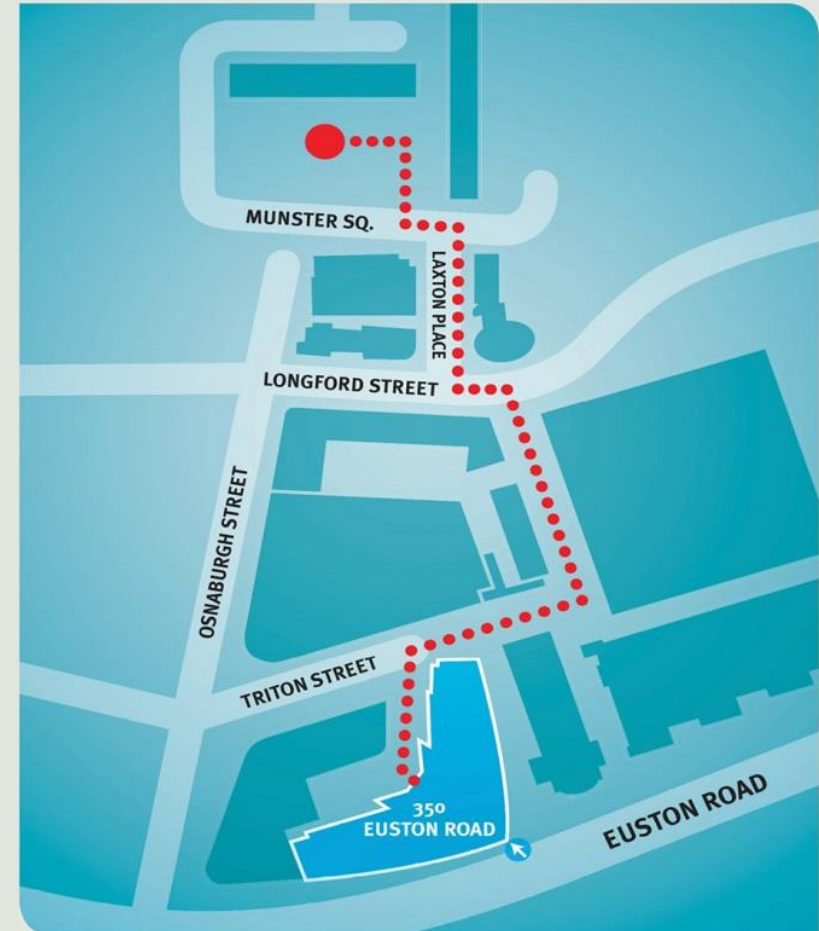 MUNSTER SQ.
LAXTON PLACE
LONGFORD STREET
OSNABURGH STREET
TRITON STREET
350
EUSTON ROAD
EUSTON ROAD